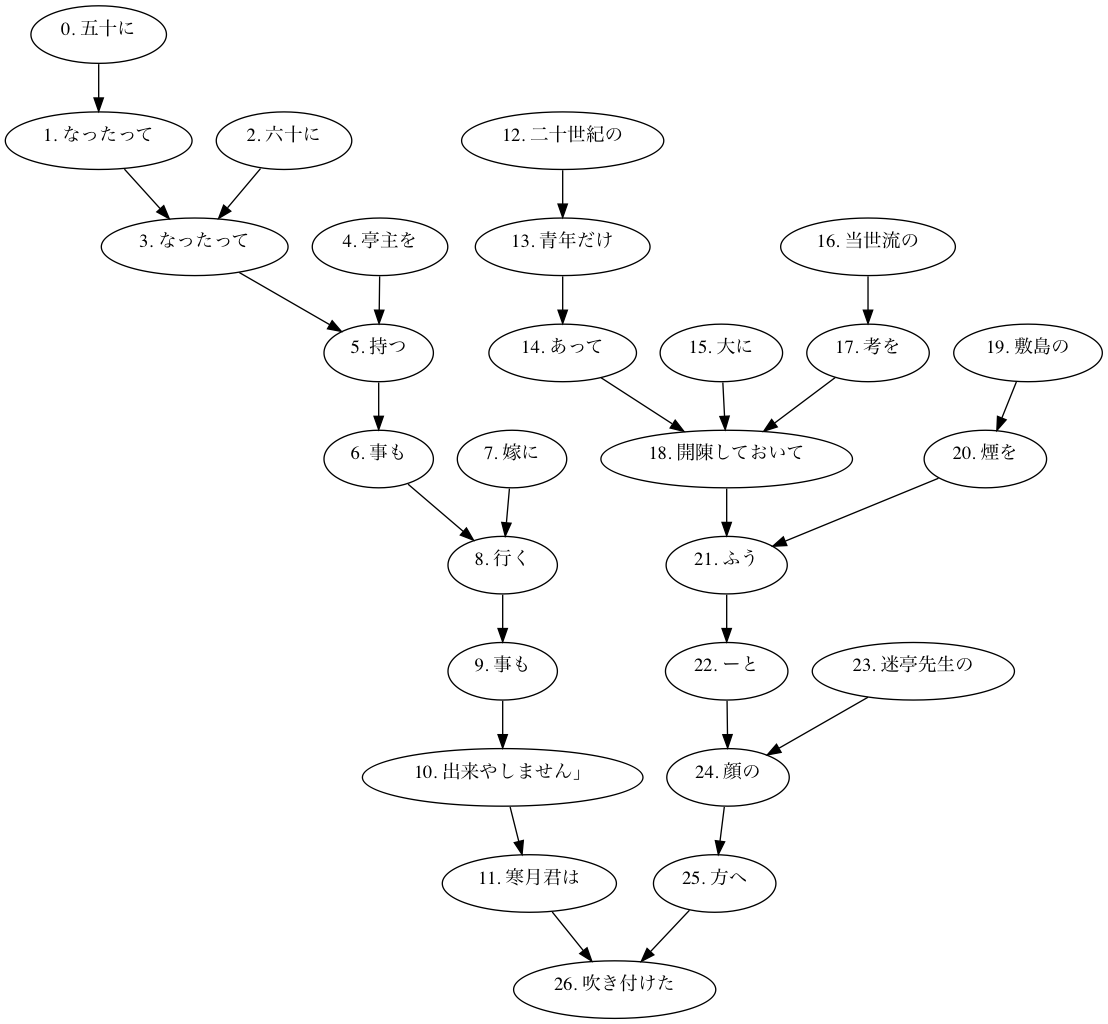 0. 五十に
1. なったって
2. 六十に
12. 二十世紀の
3. なったって
4. 亭主を
13. 青年だけ
16. 当世流の
5. 持つ
14. あって
15. 大に
17. 考を
19. 敷島の
6. 事も
7. 嫁に
18. 開陳しておいて
20. 煙を
8. 行く
21. ふう
9. 事も
22. ーと
23. 迷亭先生の
10. 出来やしません」
24. 顔の
11. 寒月君は
25. 方へ
26. 吹き付けた